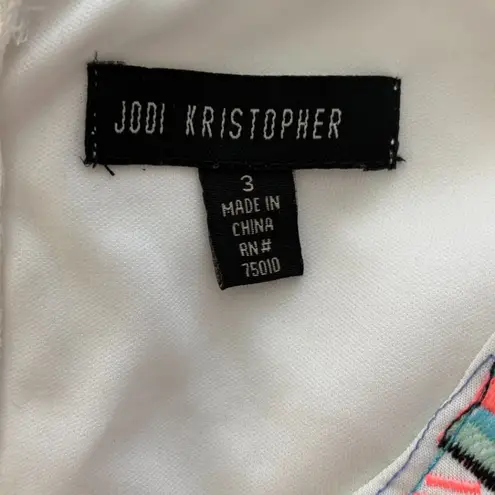 JODI KRISTOPHER
3
MADE IN
CHINA
RN#
75010